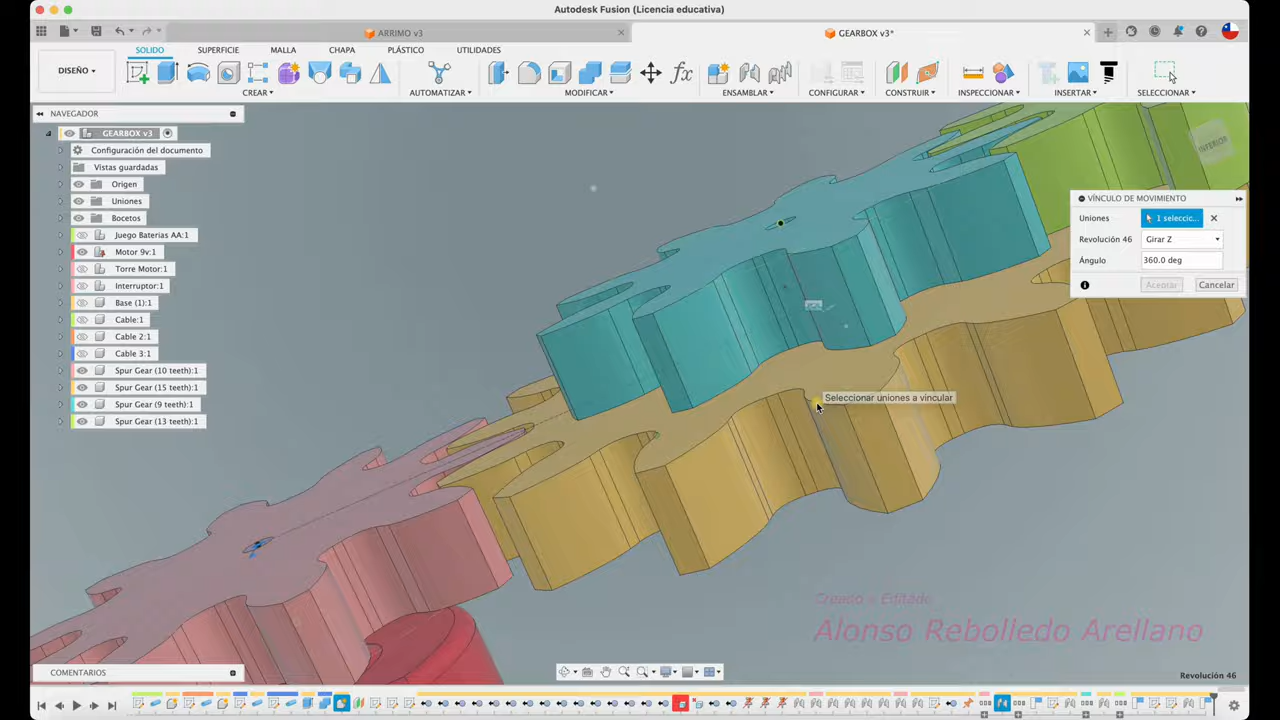 Autodesk Fusion (Licencia educativa)
ARRIMO v3
GEARBOX v3*
SOLIDO
SUPERFICIE
MALLA
CHAPA
PLÁSTICO
UTILIDADES
DISEÑO
CREAR
AUTOMATIZAR
MODIFICAR
ENSAMBLAR
CONFIGURAR
CONSTRUIR
INSPECCIONAR
INSERTAR
SELECCIONAR
NAVEGADOR
GEARBOX v3
Configuración del documento
Vistas guardadas
Origen
Uniones
Bocetos
Juego Baterias AA:1
Motor 9v:1
Torre Motor:1
Interruptor:1
Base (1):1
Cable:1
Cable 2:1
Cable 3:1
Spur Gear (10 teeth):1
Spur Gear (15 teeth):1
Spur Gear (9 teeth):1
Spur Gear (13 teeth):1
INFERIOR
VÍNCULO DE MOVIMIENTO
Uniones 1 selecc...
Revolución 46 Girar Z
Ángulo 360.0 deg
Aceptar Cancelar
Seleccionar uniones a vincular
Creado y Editado
Alonso Rebolledo Arellano
COMENTARIOS
Revolución 46